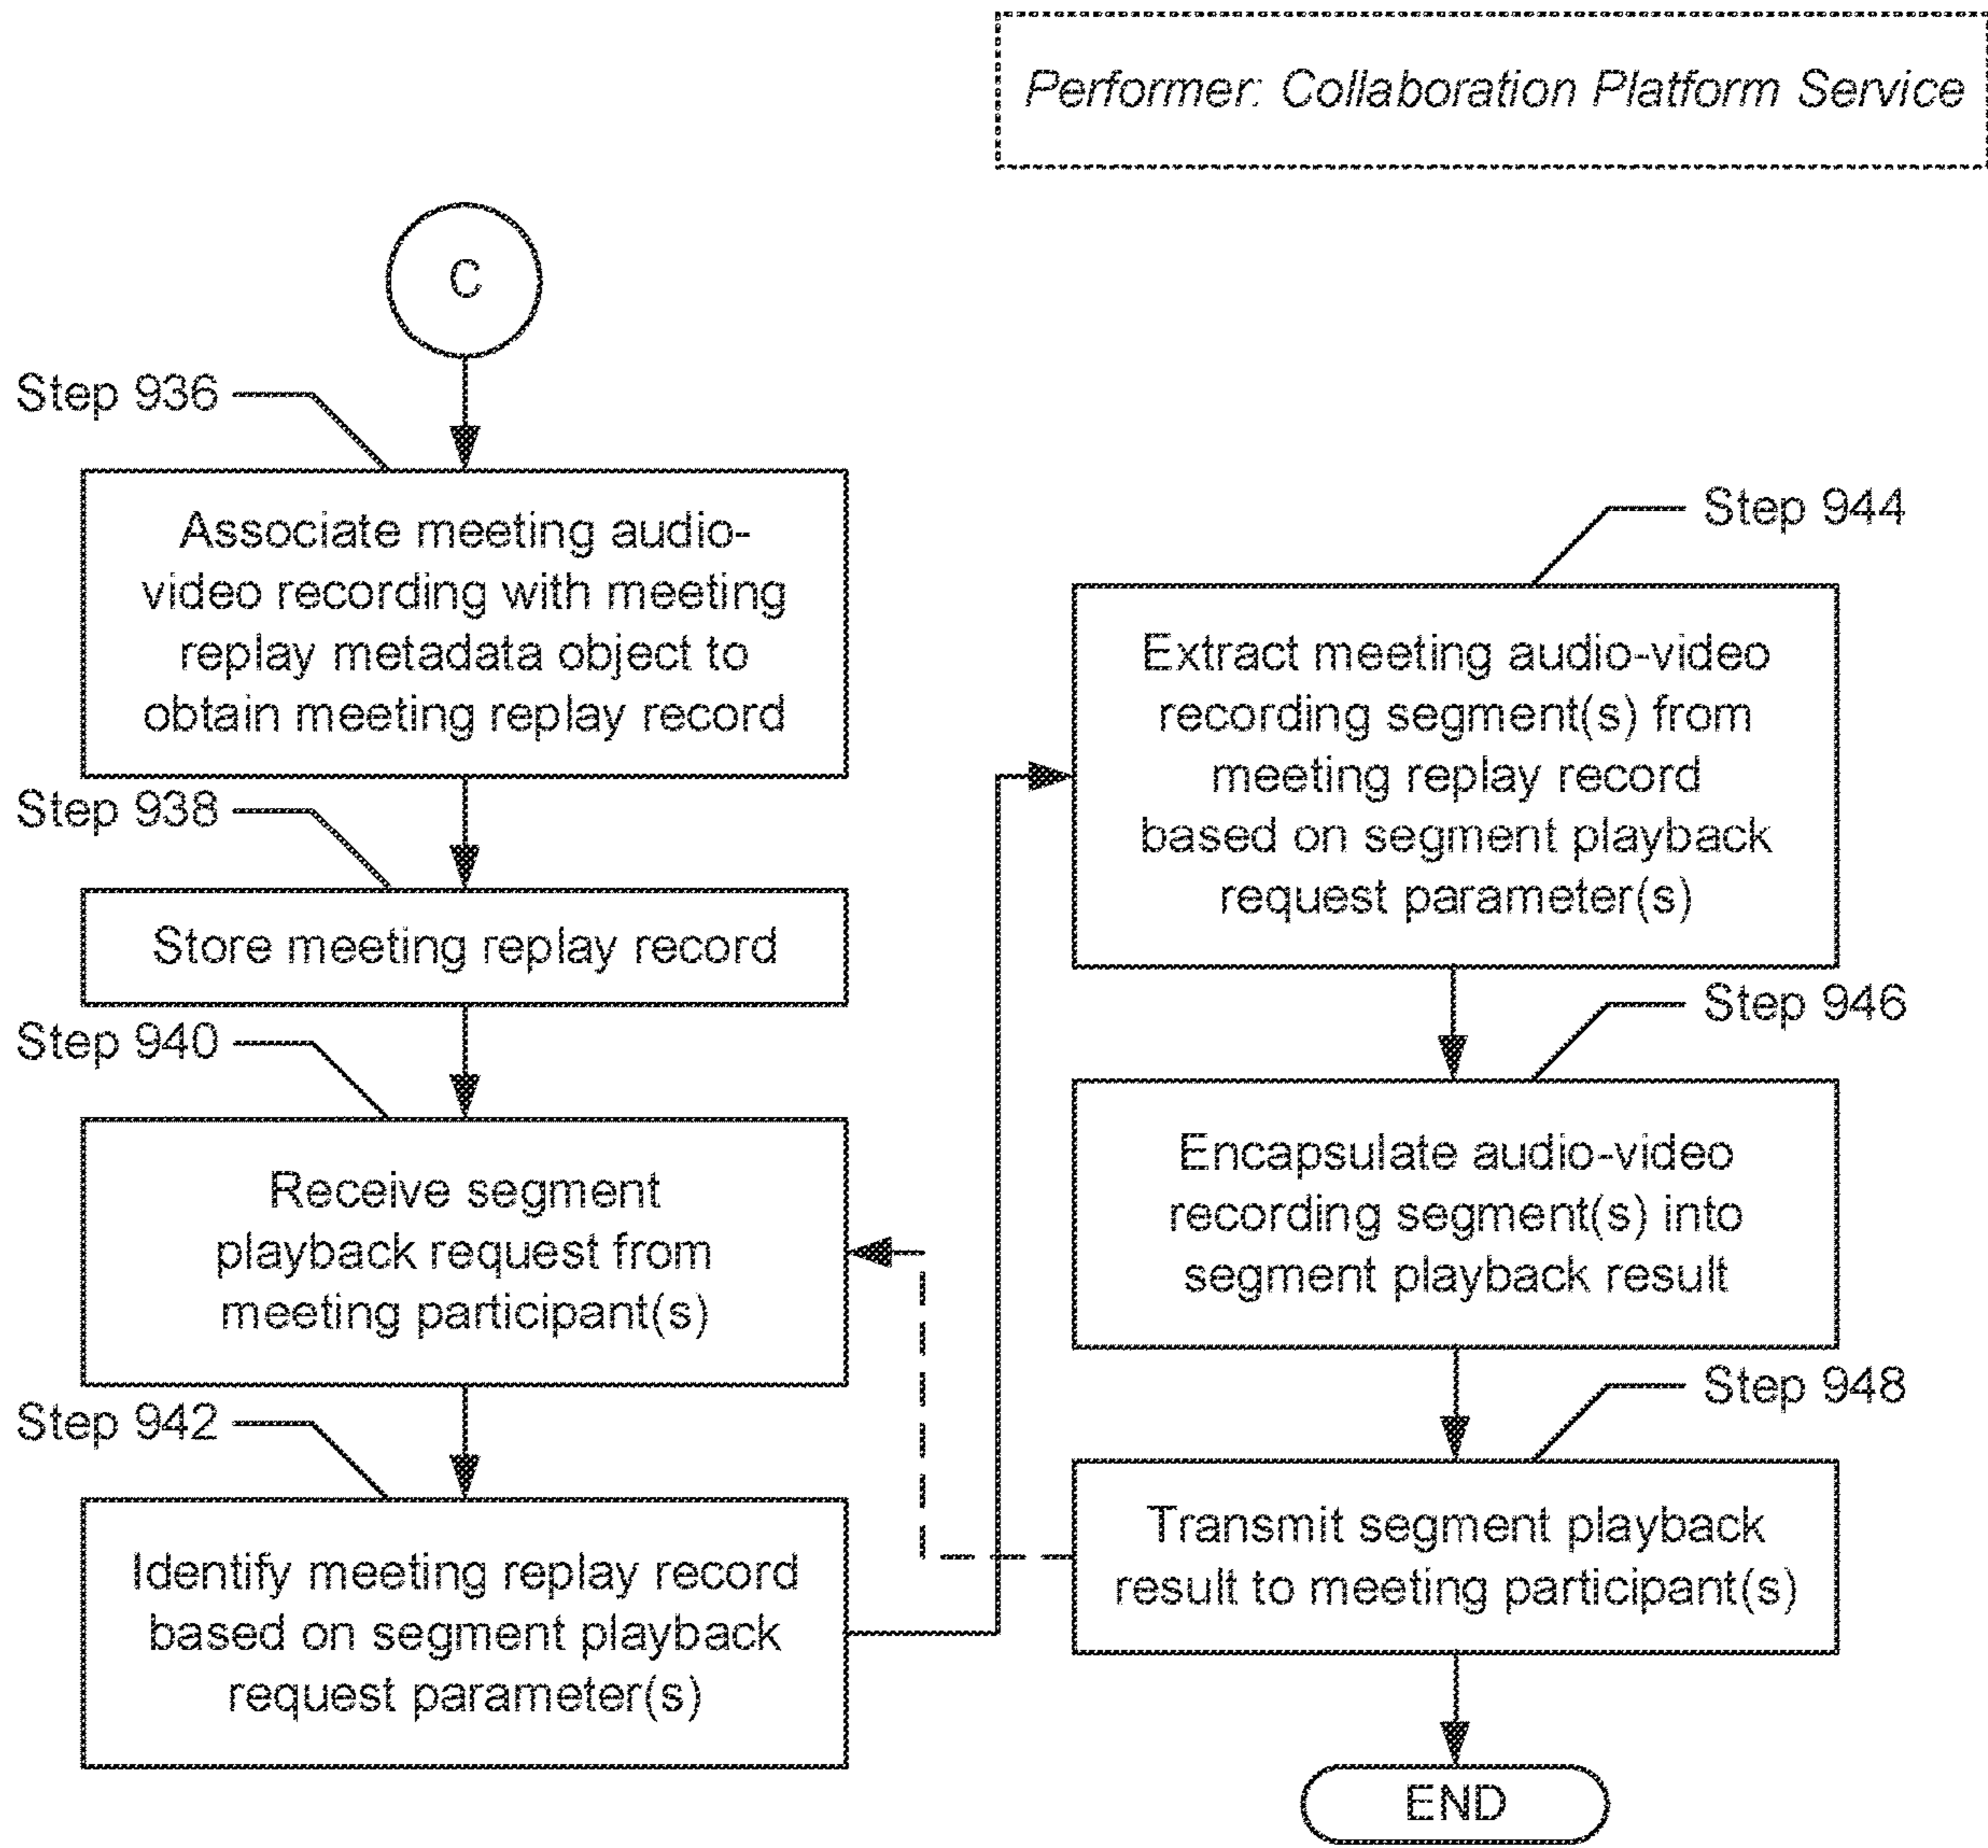 Performer: Collaboration Platform Service
C
Step 936
Associate meeting audio-
video recording with meeting
replay metadata object to
obtain meeting replay record
Step 938
Store meeting replay record
Step 940
Receive segment
playback request from
meeting participant(s)
Step 942
Identify meeting replay record
based on segment playback
request parameter(s)
Step 944
Extract meeting audio-video
recording segment(s) from
meeting replay record
based on segment playback
request parameter(s)
Step 946
Encapsulate audio-video
recording segment(s) into
segment playback result
Step 948
Transmit segment playback
result to meeting participant(s)
END